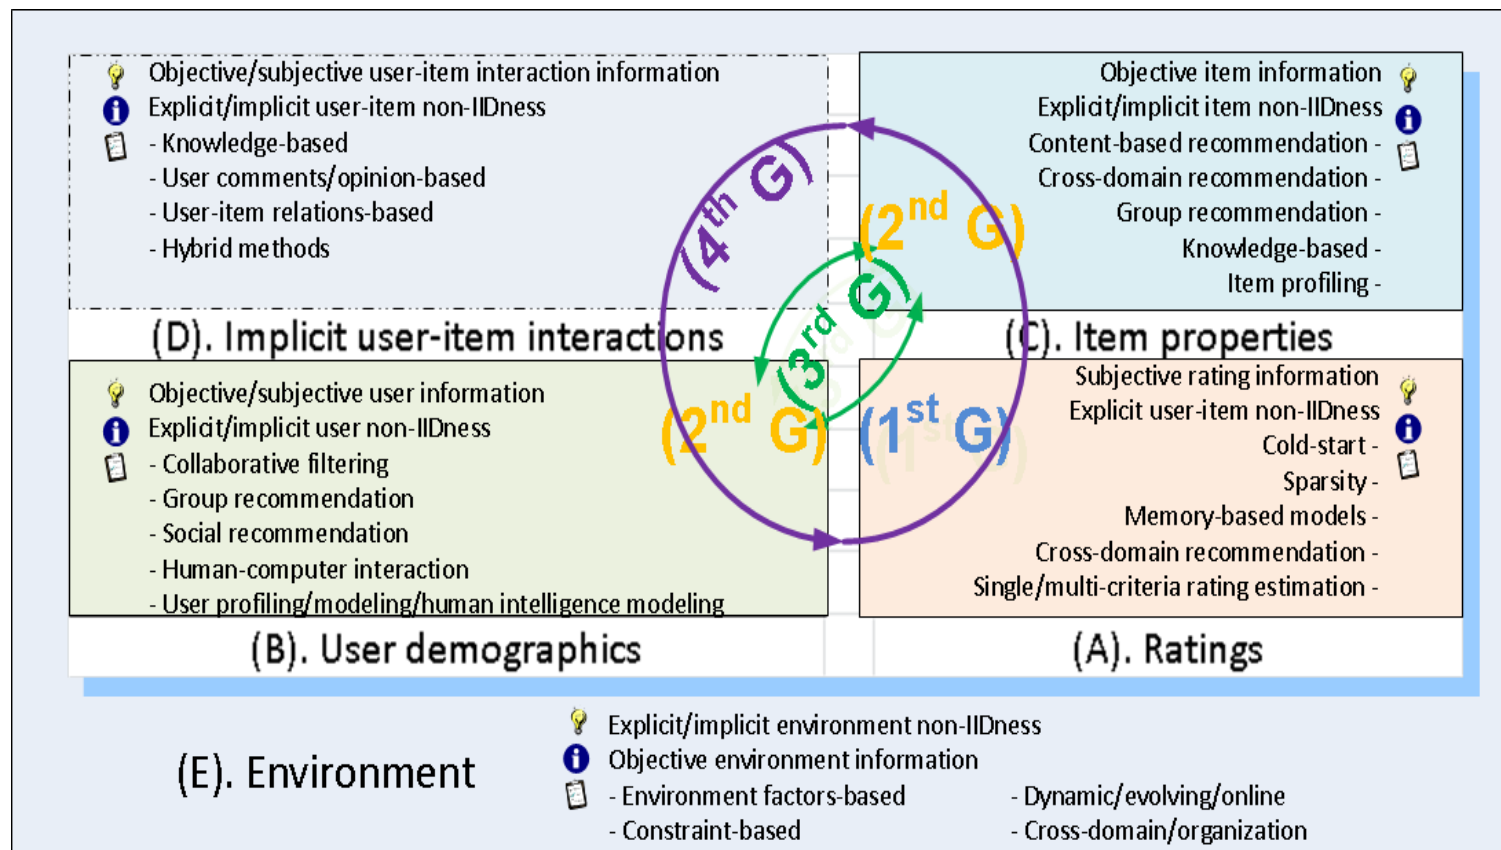 Objective/subjective user-item interaction information
Explicit/implicit user-item non-IIDness
- Knowledge-based
- User comments/opinion-based
- User-item relations-based
- Hybrid methods
(D). Implicit user-item interactions
Objective item information
Explicit/implicit item non-IIDness
Content-based recommendation -
Cross-domain recommendation -
Group recommendation -
Knowledge-based -
Item profiling -
(C). Item properties
(4th G)
(2nd G)
(3rd G)
(2nd G)
(1st G)
Objective/subjective user information
Explicit/implicit user non-IIDness
- Collaborative filtering
- Group recommendation
- Social recommendation
- Human-computer interaction
- User profiling/modeling/human intelligence modeling
(B). User demographics
Subjective rating information
Explicit user-item non-IIDness
Cold-start -
Sparsity -
Memory-based models -
Cross-domain recommendation -
Single/multi-criteria rating estimation -
(A). Ratings
(E). Environment
Explicit/implicit environment non-IIDness
Objective environment information
- Environment factors-based
- Constraint-based
- Dynamic/evolving/online
- Cross-domain/organization